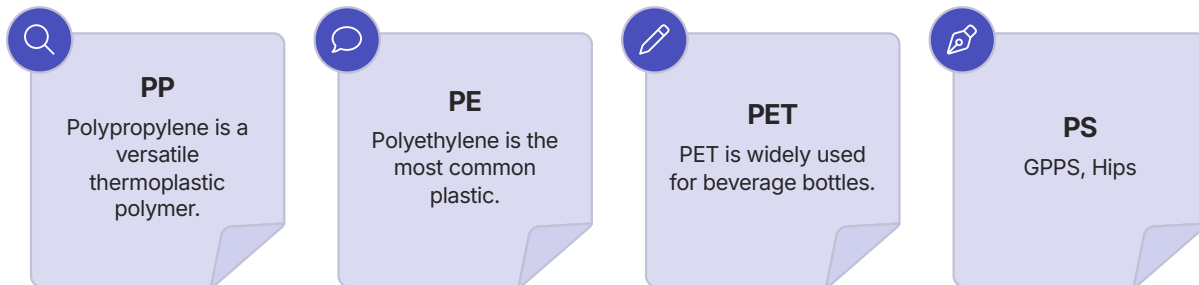 PP
Polypropylene is a
versatile
thermoplastic
polymer.
PE
Polyethylene is the
most common
plastic.
PET
PET is widely used
for beverage bottles.
PS
GPPS, Hips